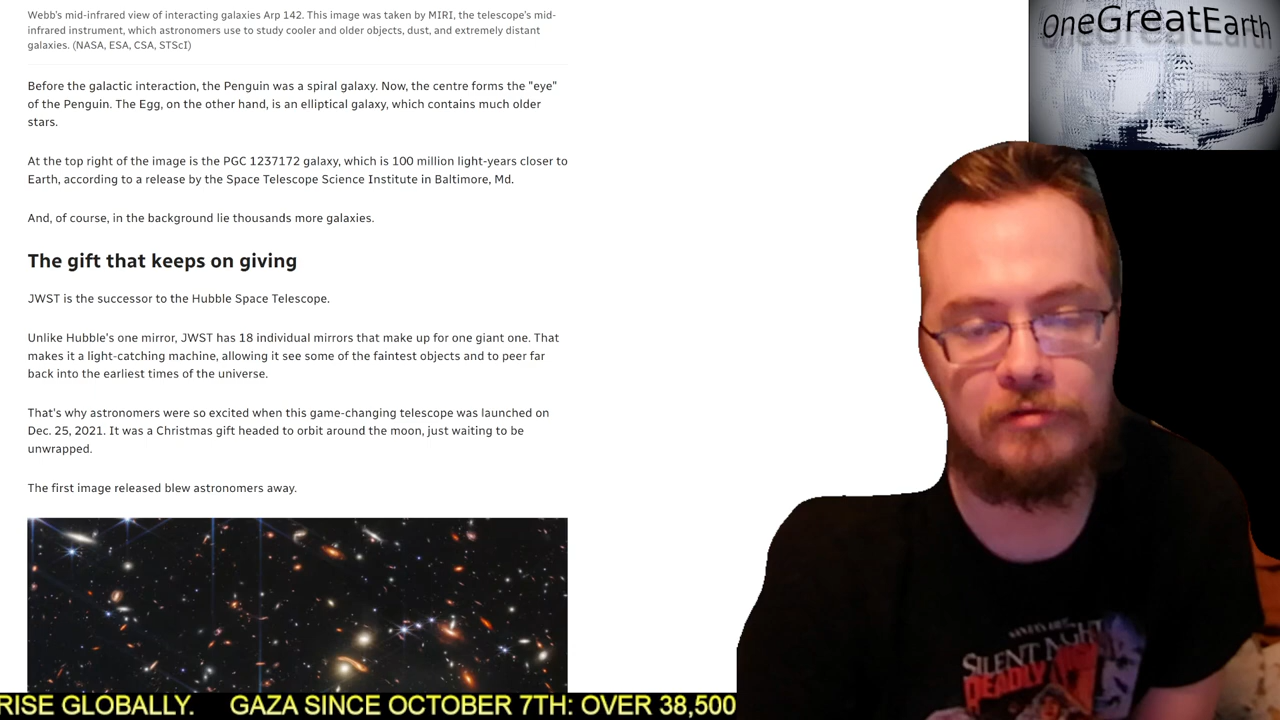 Webb's mid-infrared view of interacting galaxies Arp 142. This image was taken by MIRI, the telescope's mid-
infrared instrument, which astronomers use to study cooler and older objects, dust, and extremely distant
galaxies. (NASA, ESA, CSA, STScI)
Before the galactic interaction, the Penguin was a spiral galaxy. Now, the centre forms the "eye"
of the Penguin. The Egg, on the other hand, is an elliptical galaxy, which contains much older
stars.
At the top right of the image is the PGC 1237172 galaxy, which is 100 million light-years closer to
Earth, according to a release by the Space Telescope Science Institute in Baltimore, Md.
And, of course, in the background lie thousands more galaxies.
The gift that keeps on giving
JWST is the successor to the Hubble Space Telescope.
Unlike Hubble's one mirror, JWST has 18 individual mirrors that make up for one giant one. That
makes it a light-catching machine, allowing it see some of the faintest objects and to peer far
back into the earliest times of the universe.
That's why astronomers were so excited when this game-changing telescope was launched on
Dec. 25, 2021. It was a Christmas gift headed to orbit around the moon, just waiting to be
unwrapped.
The first image released blew astronomers away.
OneGreatEarth
SILENT NIGHT
DEADLY
RISE GLOBALLY. GAZA SINCE OCTOBER 7TH: OVER 38,500